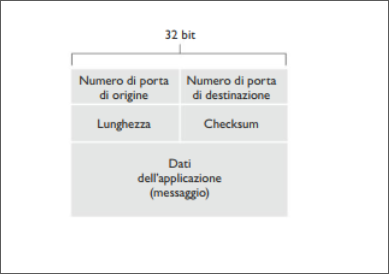 32 bit
Numero di porta
di origine
Numero di porta
di destinazione
Lunghezza
Checksum
Dati
dell'applicazione
(messaggio)